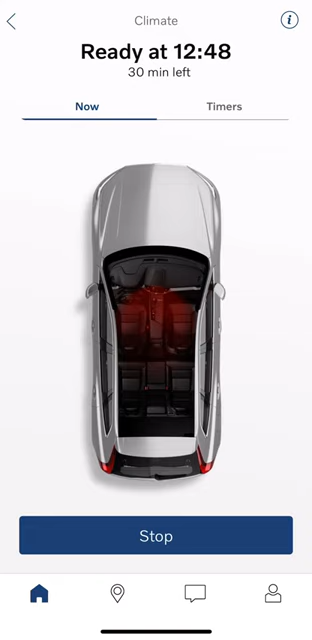 Climate
i
Ready at 12:48
30 min left
Now Timers
Stop